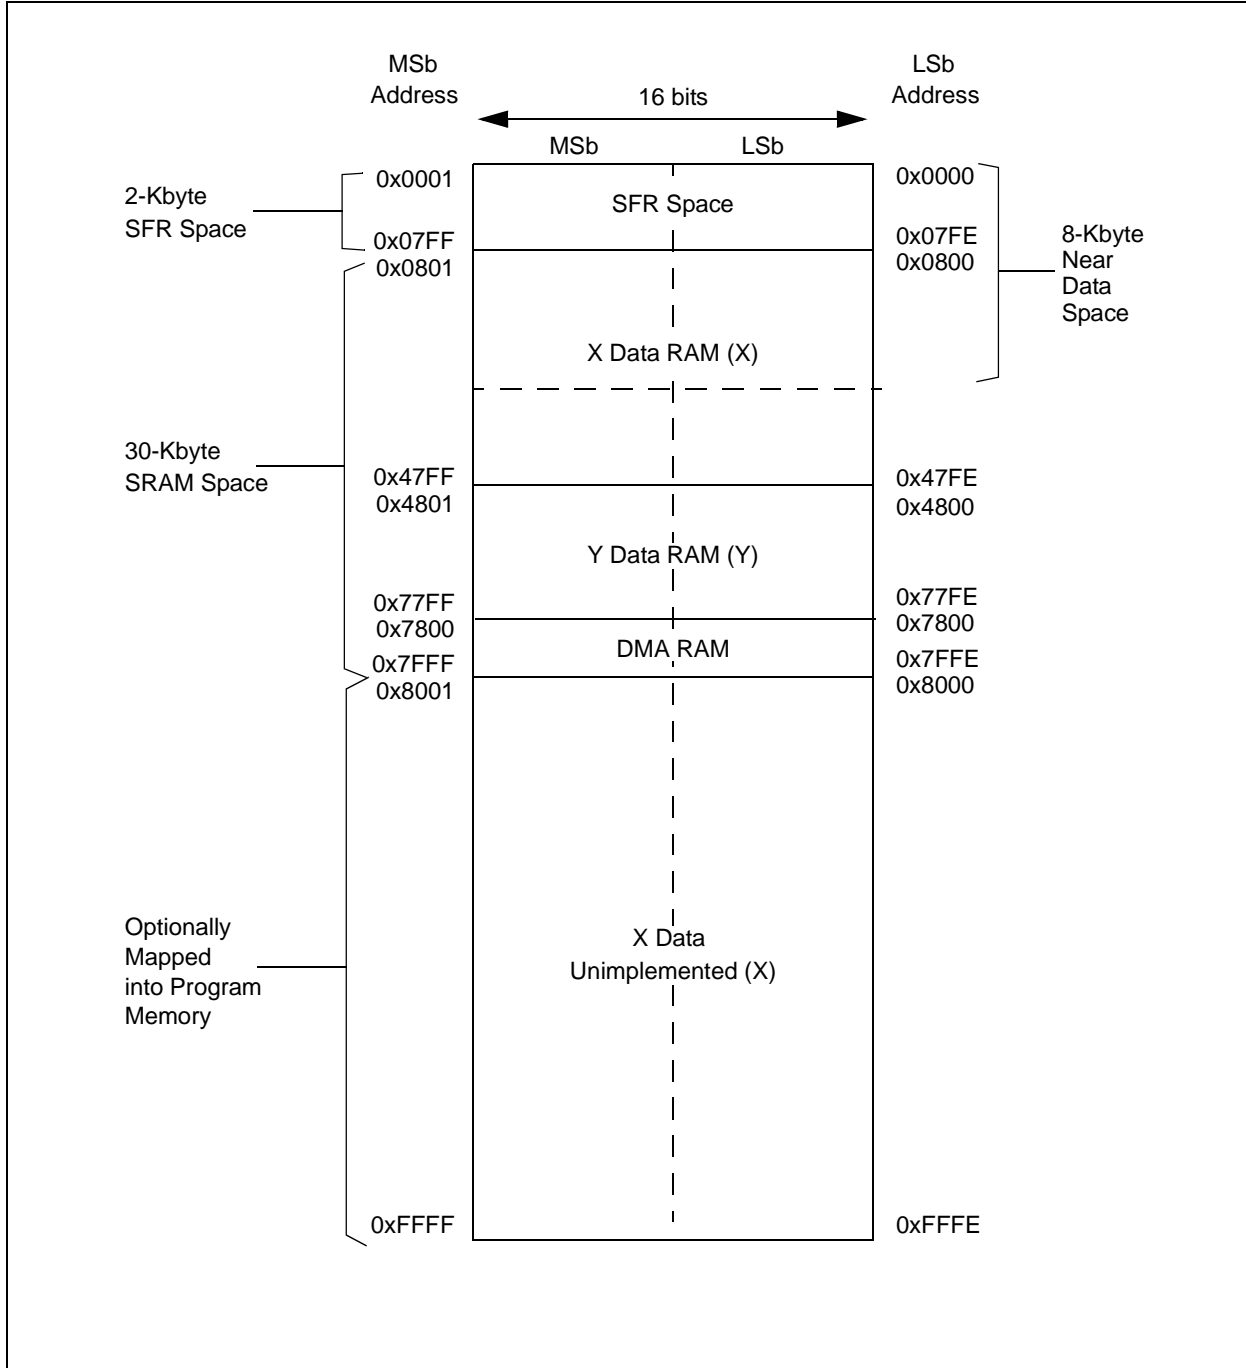 MSb
Address
LSb
Address
16 bits
MSb
LSb
0x0001
0x0000
2-Kbyte
SFR Space
SFR Space
0x07FF
0x07FE
0x0801
0x0800
8-Kbyte
Near
Data
Space
X Data RAM (X)
30-Kbyte
SRAM Space
0x47FF
0x47FE
0x4801
0x4800
Y Data RAM (Y)
0x77FF
0x77FE
0x7800
0x7800
DMA RAM
0x7FFF
0x7FFE
0x8001
0x8000
Optionally
Mapped
into Program
Memory
X Data
Unimplemented (X)
0xFFFF
0xFFFE